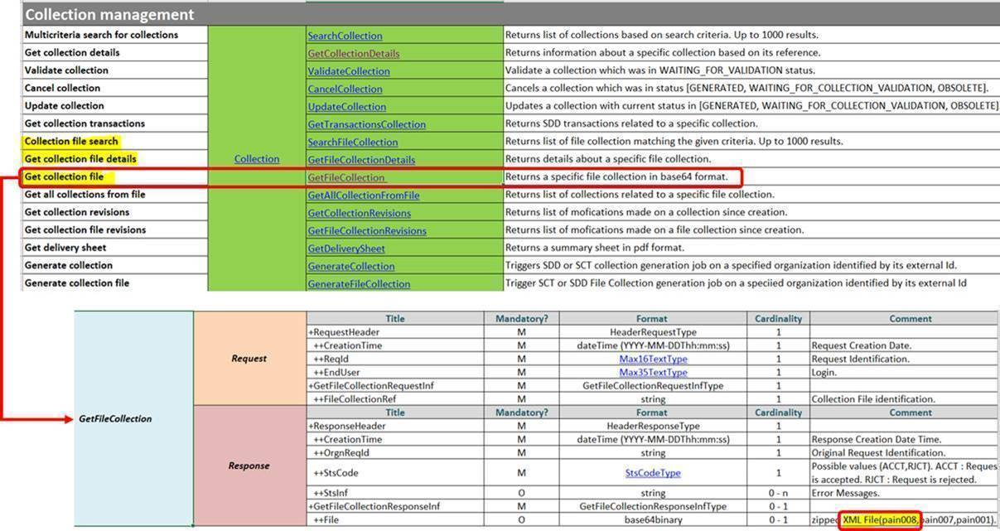 Collection management
Multicriteria search for collections SearchCollection Returns list of collections based on search criteria. Up to 1000 results.
Get collection details GetCollectionDetails Returns information about a specific collection based on its reference.
Validate collection ValidateCollection Validate a collection which was in WAITING_FOR_VALIDATION status.
Cancel collection CancelCollection Cancels a collection which was in status [GENERATED, WAITING_FOR_COLLECTION_VALIDATION, OBSOLETE].
Update collection UpdateCollection Updates a collection with current status in [GENERATED, WAITING_FOR_COLLECTION_VALIDATION, OBSOLETE]
Get collection transactions GetTransactionsCollection Returns SDD transactions related to a specific collection.
Collection file search SearchFileCollection Returns list of file collection matching the given criteria. Up to 1000 results.
Get collection file details Collection GetFileCollectionDetails Returns details about a specific file collection.
Get collection file GetFileCollection Returns a specific file collection in base64 format.
Get all collections from file GetAllCollectionFromFile Returns list of collections related to a specific file collection.
Get collection revisions GetCollectionRevisions Returns list of mofications made on a collection since creation.
Get collection file revisions GetFileCollectionRevisions Returns list of mofications made on a file collection since creation.
Get delivery sheet GetDeliverySheet Returns a summary sheet in pdf format.
Generate collection GenerateCollection Triggers SDD or SCT collection generation job on a specified organization identified by its external Id.
Generate collection file GenerateFileCollection Trigger SCT or SDD File Collection generation job on a speciied organization identified by its external Id
Title Mandatory? Format Cardinality Comment
+RequestHeader M HeaderRequestType 1
++CreationTime M dateTime (YYYY-MM-DDThh:mm:ss) 1 Request Creation Date.
Request ++ReqId M Max16TextType 1 Request Identification.
++EndUser M Max35TextType 1 Login.
+GetFileCollectionRequestInf M GetFileCollectionRequestInfType 1
++FileCollectionRef M string 1 Collection File identification.
Title Mandatory? Format Cardinality Comment
GetFileCollection
+ResponseHeader M HeaderResponseType 1
++CreationTime M dateTime (YYYY-MM-DDThh:mm:ss) 1 Response Creation Date Time.
++OrgnReqId M string 1 Original Request Identification.
Response ++StsCode M StsCodeType 1 Possible values (ACCT,RJCT). ACCT : Reques
is accepted. RJCT : Request is rejected.
++StsInf O string 0 - n Error Messages.
+GetFileCollectionResponseInf M GetFileCollectionResponseInfType 0 - 1
++File O base64binary 0 - 1 zipped XML File(pain008,pain007,pain001).